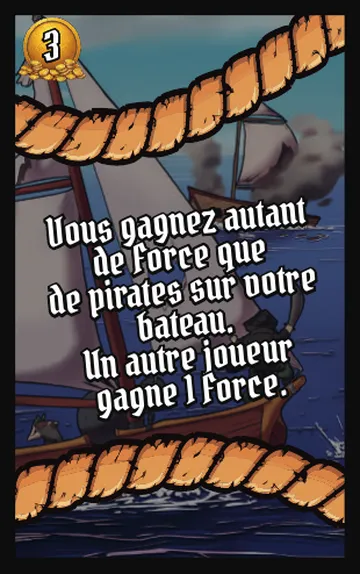 3
Vous gagnez autant
de Force que
de pirates sur votre
bateau.
Un autre joueur
gagne 1 Force.